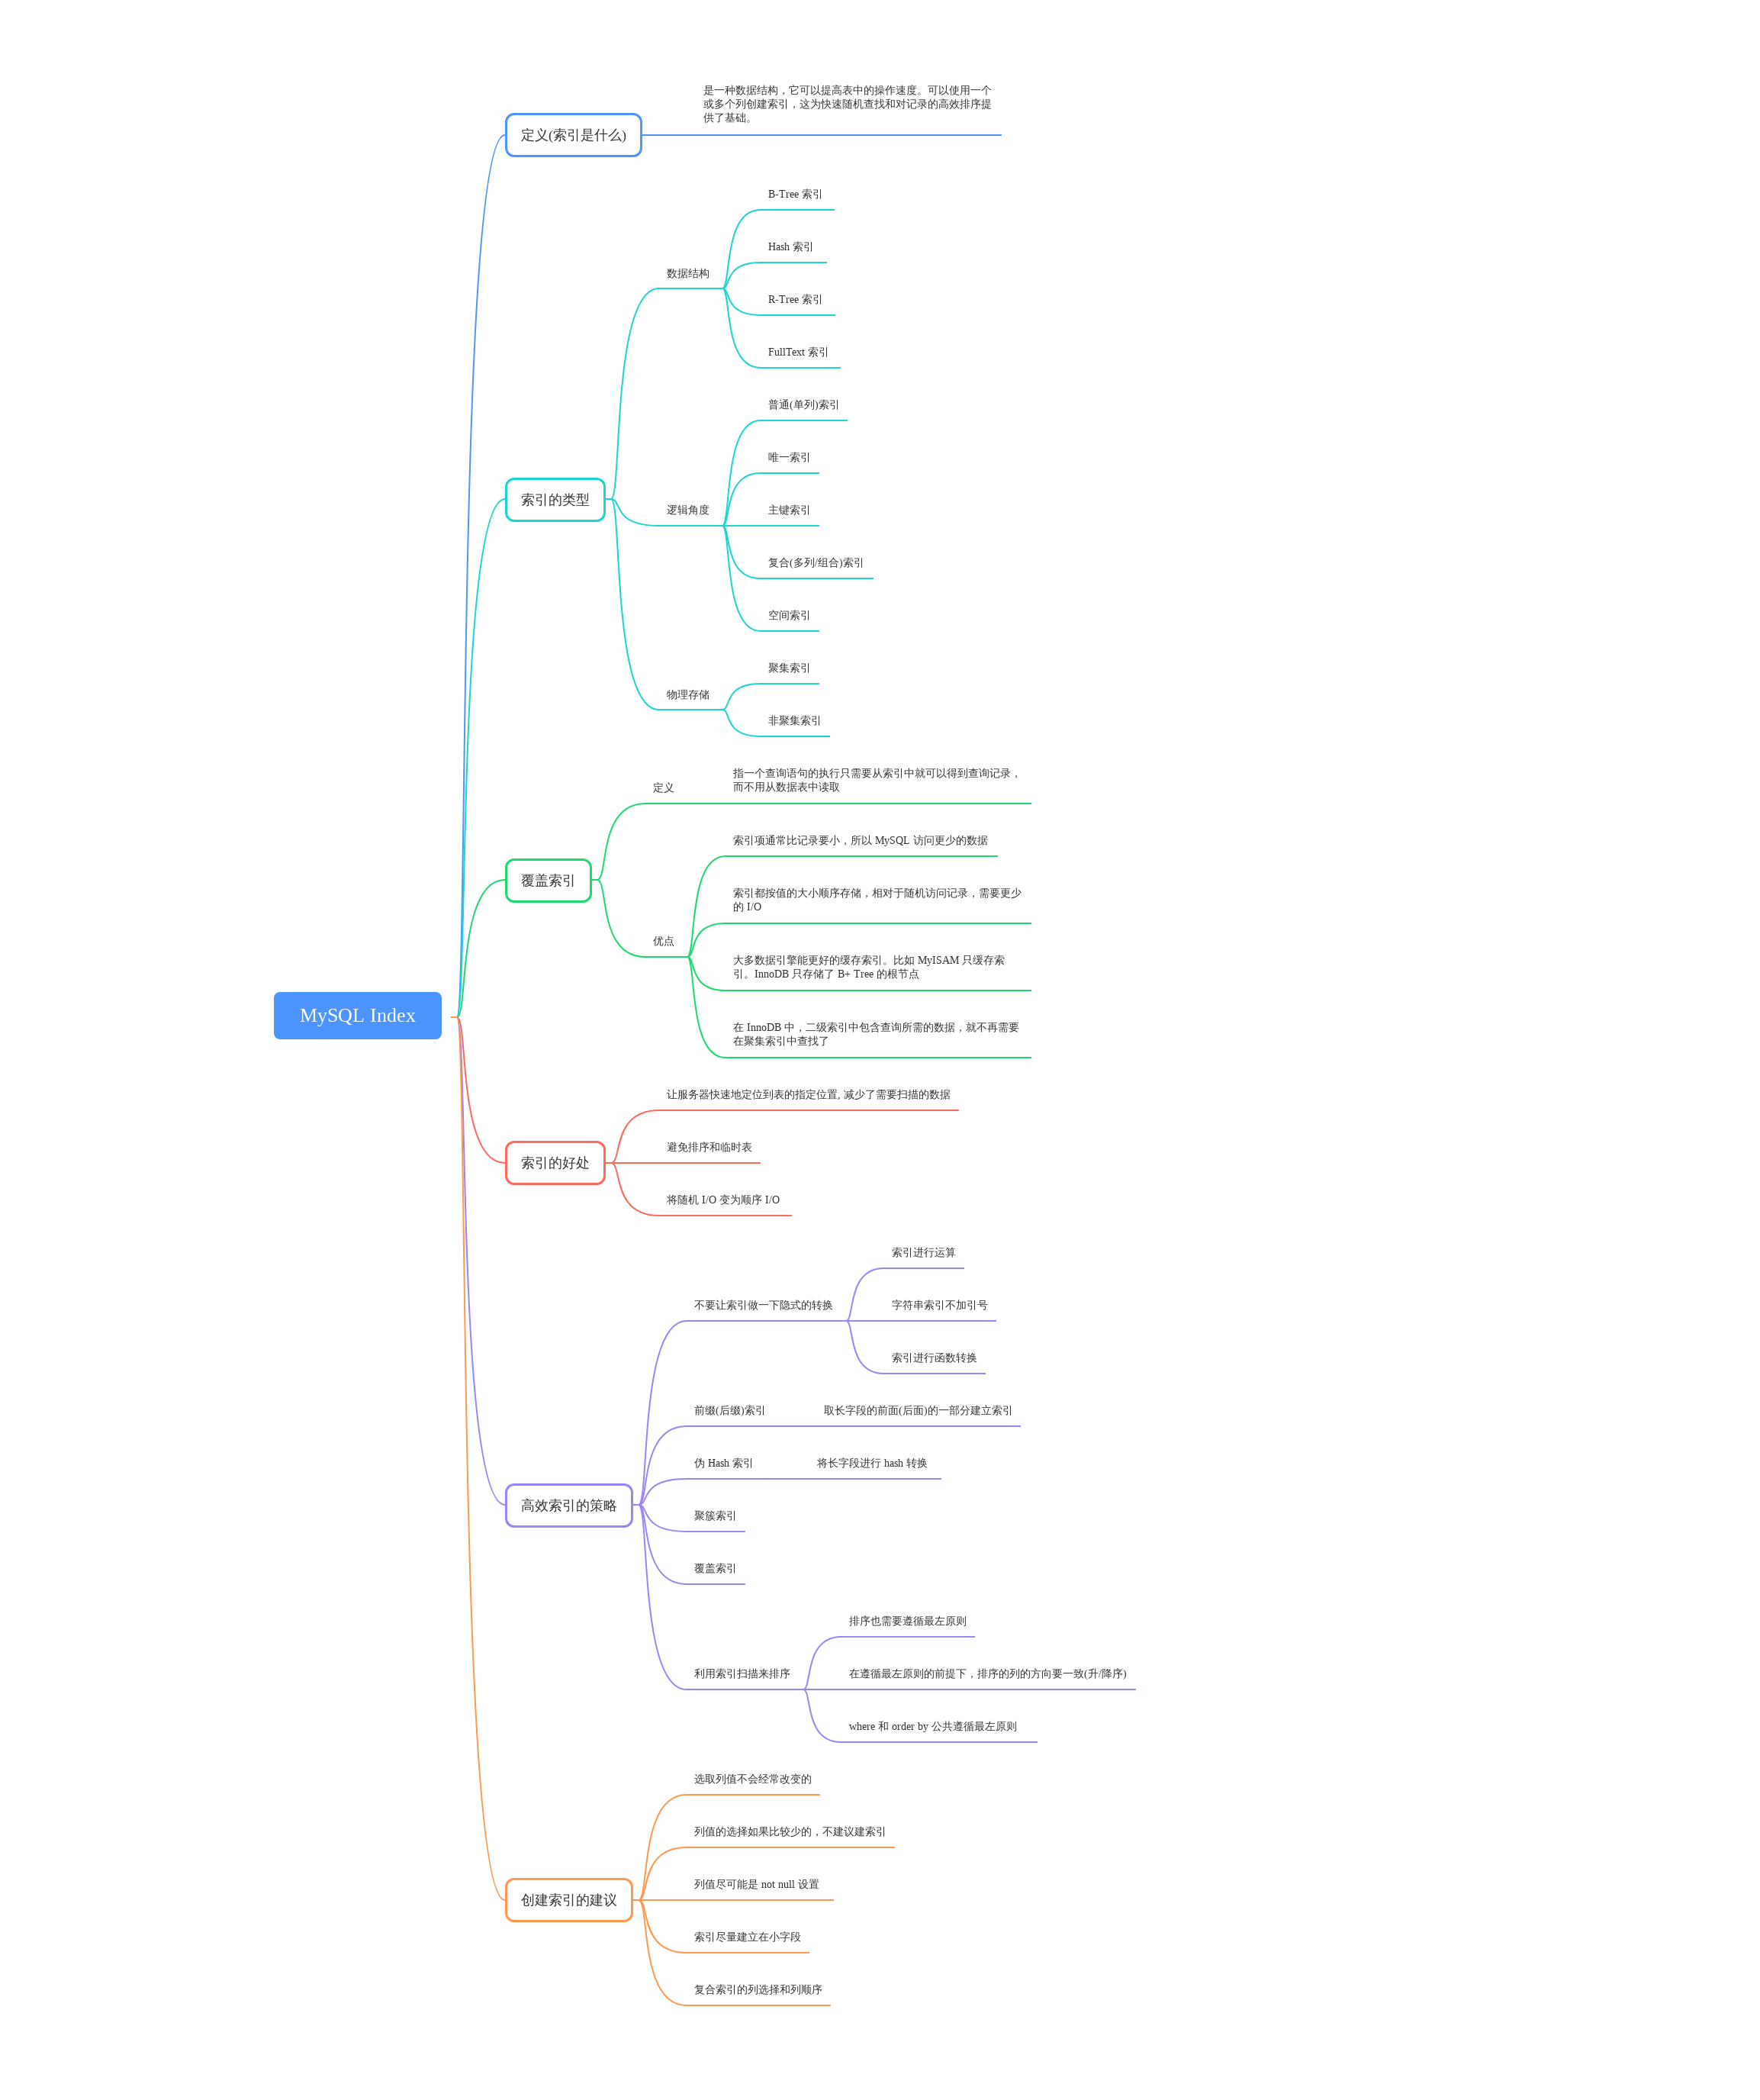 是一种数据结构，它可以提高表中的操作速度。可以使用一个
或多个列创建索引，这为快速随机查找和对记录的高效排序提
供了基础。
定义(索引是什么)
B-Tree 索引
Hash 索引
数据结构
R-Tree 索引
FullText 索引
普通(单列)索引
唯一索引
索引的类型
逻辑角度
主键索引
复合(多列/组合)索引
空间索引
聚集索引
物理存储
非聚集索引
定义
指一个查询语句的执行只需要从索引中就可以得到查询记录，
而不用从数据表中读取
索引项通常比记录要小，所以 MySQL 访问更少的数据
覆盖索引
索引都按值的大小顺序存储，相对于随机访问记录，需要更少
的 I/O
优点
大多数据引擎能更好的缓存索引。比如 MyISAM 只缓存索
引。InnoDB 只存储了 B+ Tree 的根节点
MySQL Index
在 InnoDB 中，二级索引中包含查询所需的数据，就不再需要
在聚集索引中查找了
让服务器快速地定位到表的指定位置, 减少了需要扫描的数据
避免排序和临时表
索引的好处
将随机 I/O 变为顺序 I/O
索引进行运算
不要让索引做一下隐式的转换
字符串索引不加引号
索引进行函数转换
前缀(后缀)索引
取长字段的前面(后面)的一部分建立索引
伪 Hash 索引
将长字段进行 hash 转换
高效索引的策略
聚簇索引
覆盖索引
排序也需要遵循最左原则
利用索引扫描来排序
在遵循最左原则的前提下，排序的列的方向要一致(升/降序)
where 和 order by 公共遵循最左原则
选取列值不会经常改变的
列值的选择如果比较少的，不建议建索引
列值尽可能是 not null 设置
创建索引的建议
索引尽量建立在小字段
复合索引的列选择和列顺序